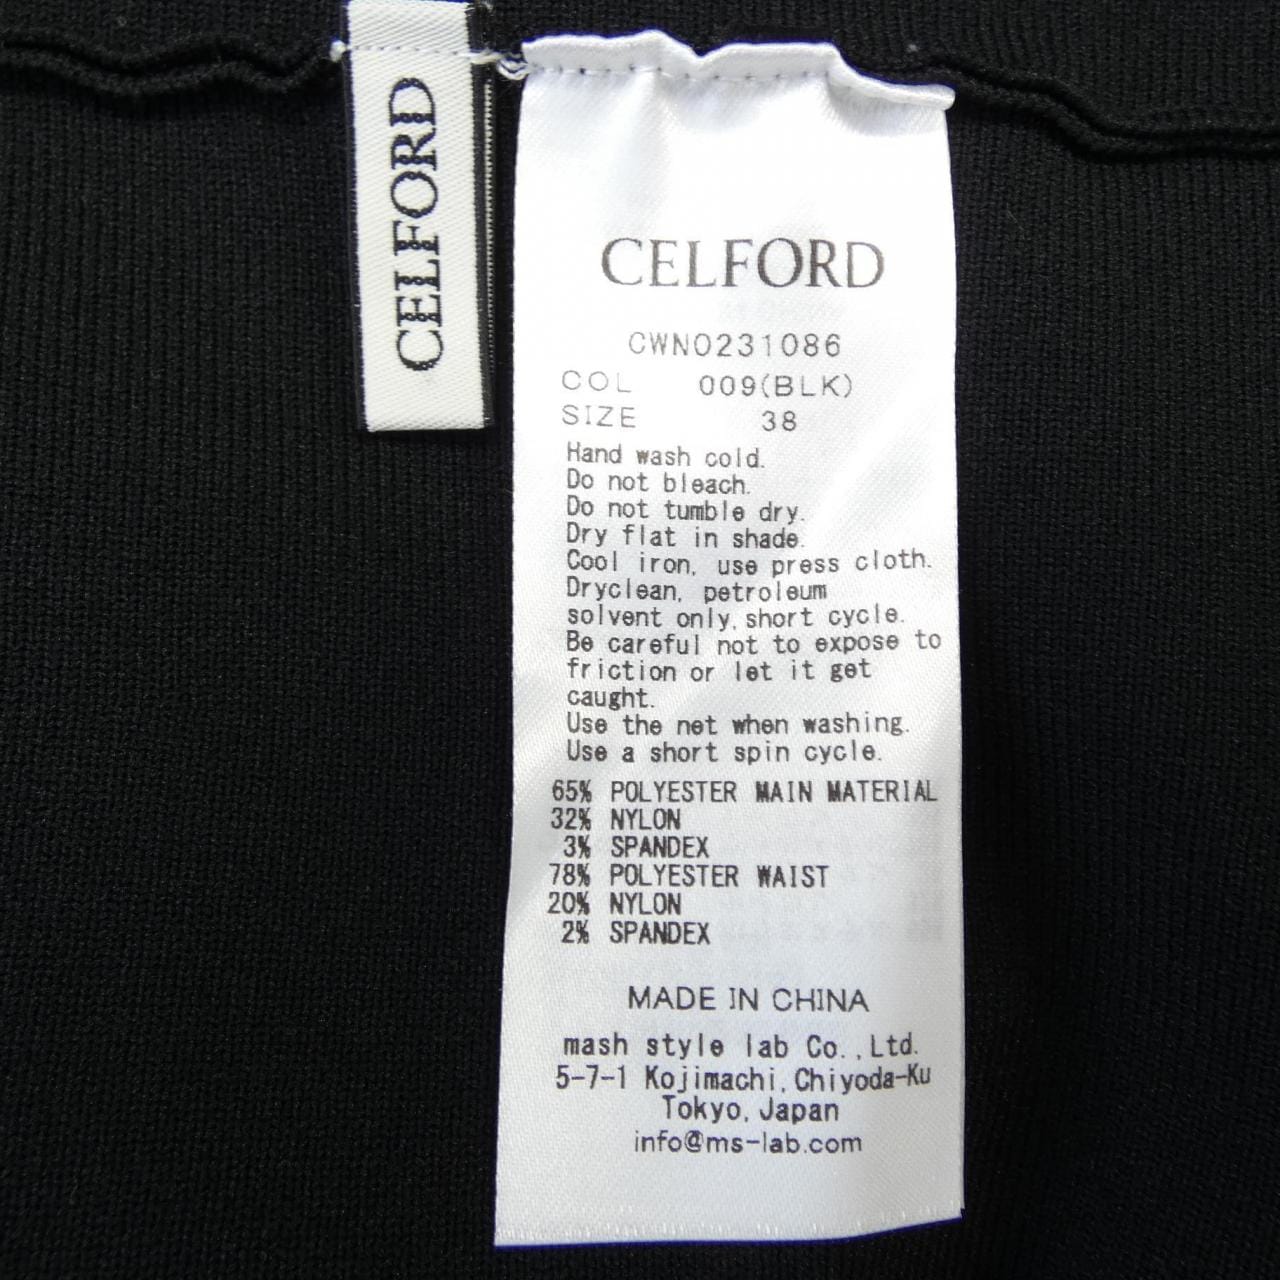 CELFORD
CELFORD
CWNO231086
COL 009(BLK)
SIZE 38
Hand wash cold.
Do not bleach.
Do not tumble dry.
Dry flat in shade.
Cool iron, use press cloth.
Dryclean, petroleum
solvent only, short cycle.
Be careful not to expose to
friction or let it get
caught.
Use the net when washing.
Use a short spin cycle.
65% POLYESTER MAIN MATERIAL
32% NYLON
3% SPANDEX
78% POLYESTER WAIST
20% NYLON
2% SPANDEX
MADE IN CHINA
mash style lab Co.,Ltd.
5-7-1 Kojimachi, Chiyoda-Ku
Tokyo, Japan
info@ms-lab.com